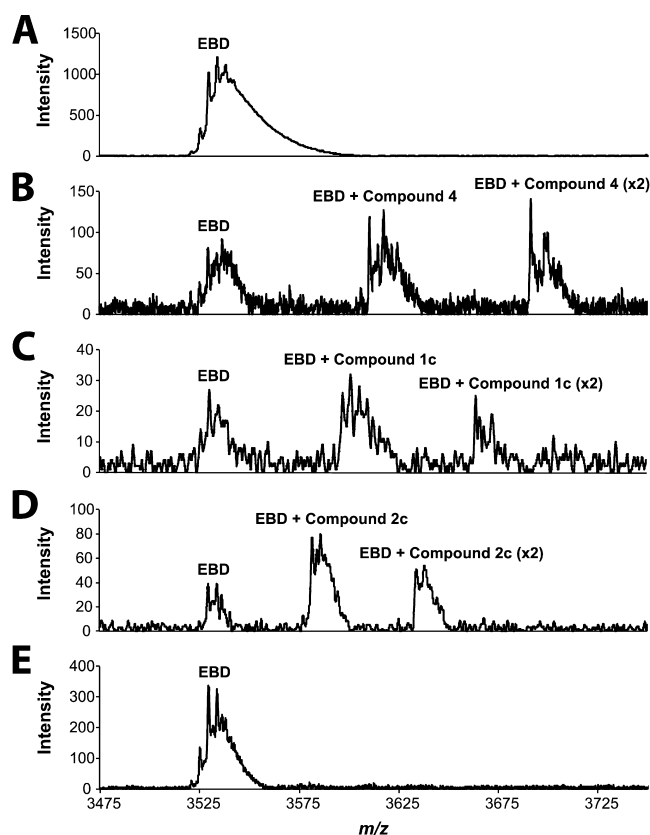 A
EBD
1500
1000
500
0
Intensity
B
EBD
EBD + Compound 4
EBD + Compound 4 (x2)
150
100
50
0
Intensity
C
EBD
EBD + Compound 1c
EBD + Compound 1c (x2)
40
30
20
10
0
Intensity
D
EBD
EBD + Compound 2c
EBD + Compound 2c (x2)
100
80
60
40
20
0
Intensity
E
EBD
400
300
200
100
0
Intensity
3475 3525 3575 3625 3675 3725
m/z